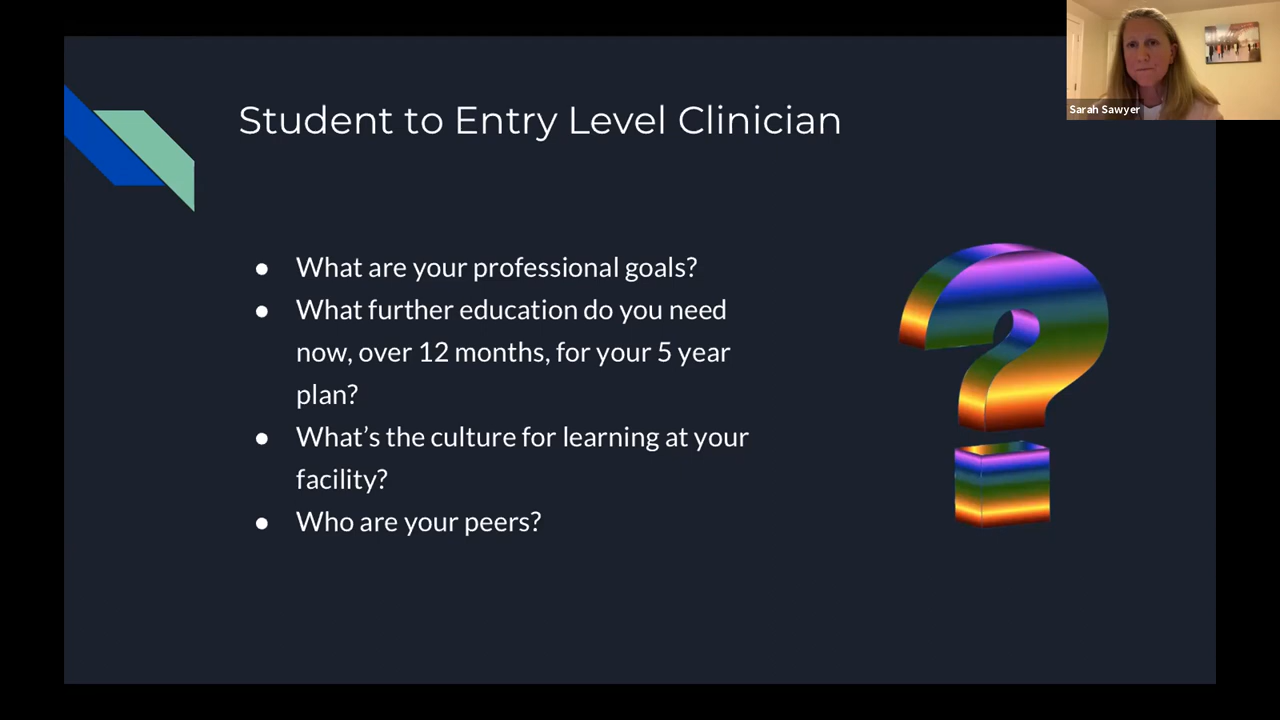 Sarah Sawyer
Student to Entry Level Clinician
● What are your professional goals?
● What further education do you need
now, over 12 months, for your 5 year
plan?
● What’s the culture for learning at your
facility?
● Who are your peers?